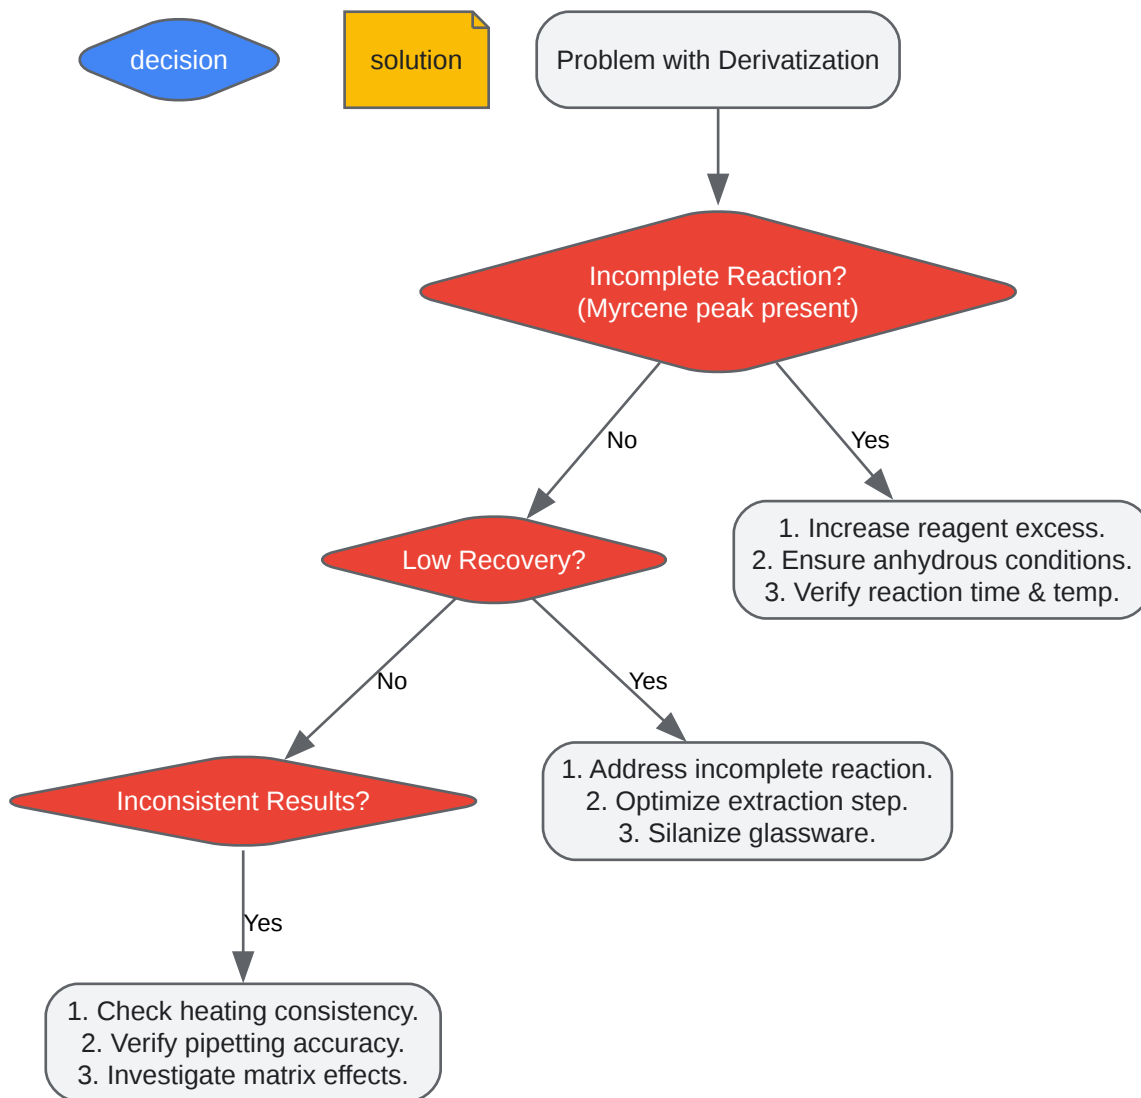 decision
solution
Problem with Derivatization
Incomplete Reaction?
(Myrcene peak present)
No
Yes
1. Increase reagent excess.
2. Ensure anhydrous conditions.
3. Verify reaction time & temp.
Low Recovery?
No
Yes
1. Address incomplete reaction.
2. Optimize extraction step.
3. Silanize glassware.
Inconsistent Results?
Yes
1. Check heating consistency.
2. Verify pipetting accuracy.
3. Investigate matrix effects.